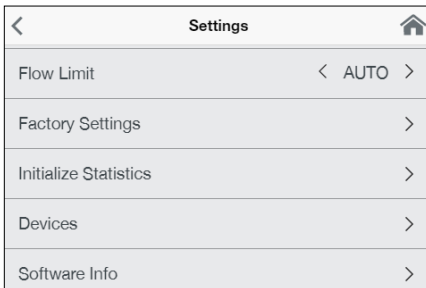 Settings
Flow Limit < AUTO >
Factory Settings >
Initialize Statistics >
Devices >
Software Info >